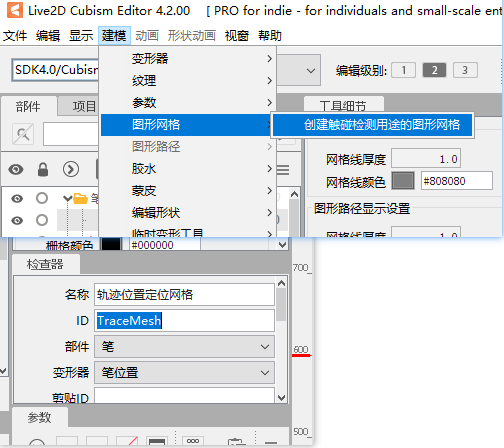 Live2D Cubism Editor 4.2.00 [ PRO for indie - for individuals and small-scale ent
文件 编辑 显示 建模 动画 形状动画 视窗 帮助
SDK4.0/Cubism 编辑级别: 1 2 3
变形器
纹理
参数
图形网格
图形路径
胶水
蒙皮
编辑形状
临时变形工具
创建触碰检测用途的图形网格
部件 项目
工具细节
网格线厚度 1.0
网格线颜色 #808080
图形路径显示设置
网格线厚度 1.0
笔
栅格颜色 #000000
检查器
名称 轨迹位置定位网格
ID TraceMesh
部件 笔
变形器 笔位置
剪贴ID
参数
700
600
500